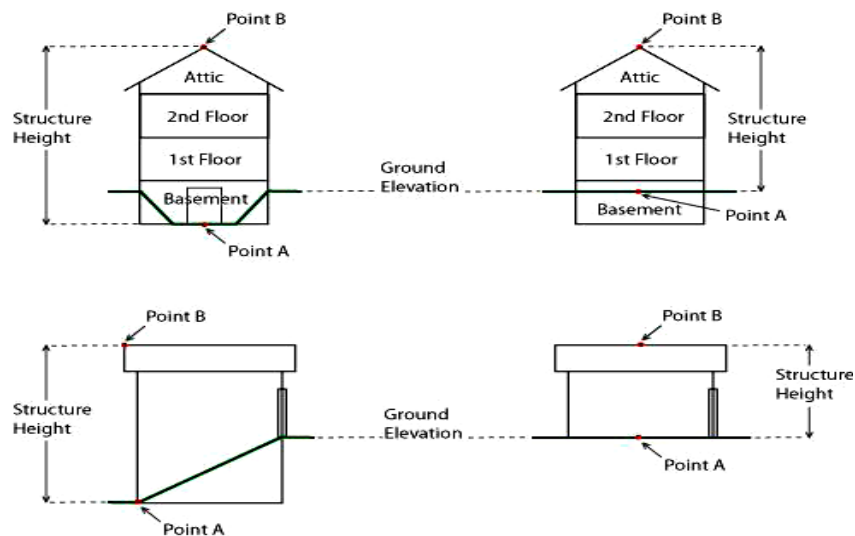 Point B
Structure
Height
Attic
2nd Floor
1st Floor
Basement
Point A
Ground
Elevation
Point B
Attic
2nd Floor
1st Floor
Basement
Structure
Height
Point A
Point B
Structure
Height
Point A
Ground
Elevation
Point B
Structure
Height
Point A